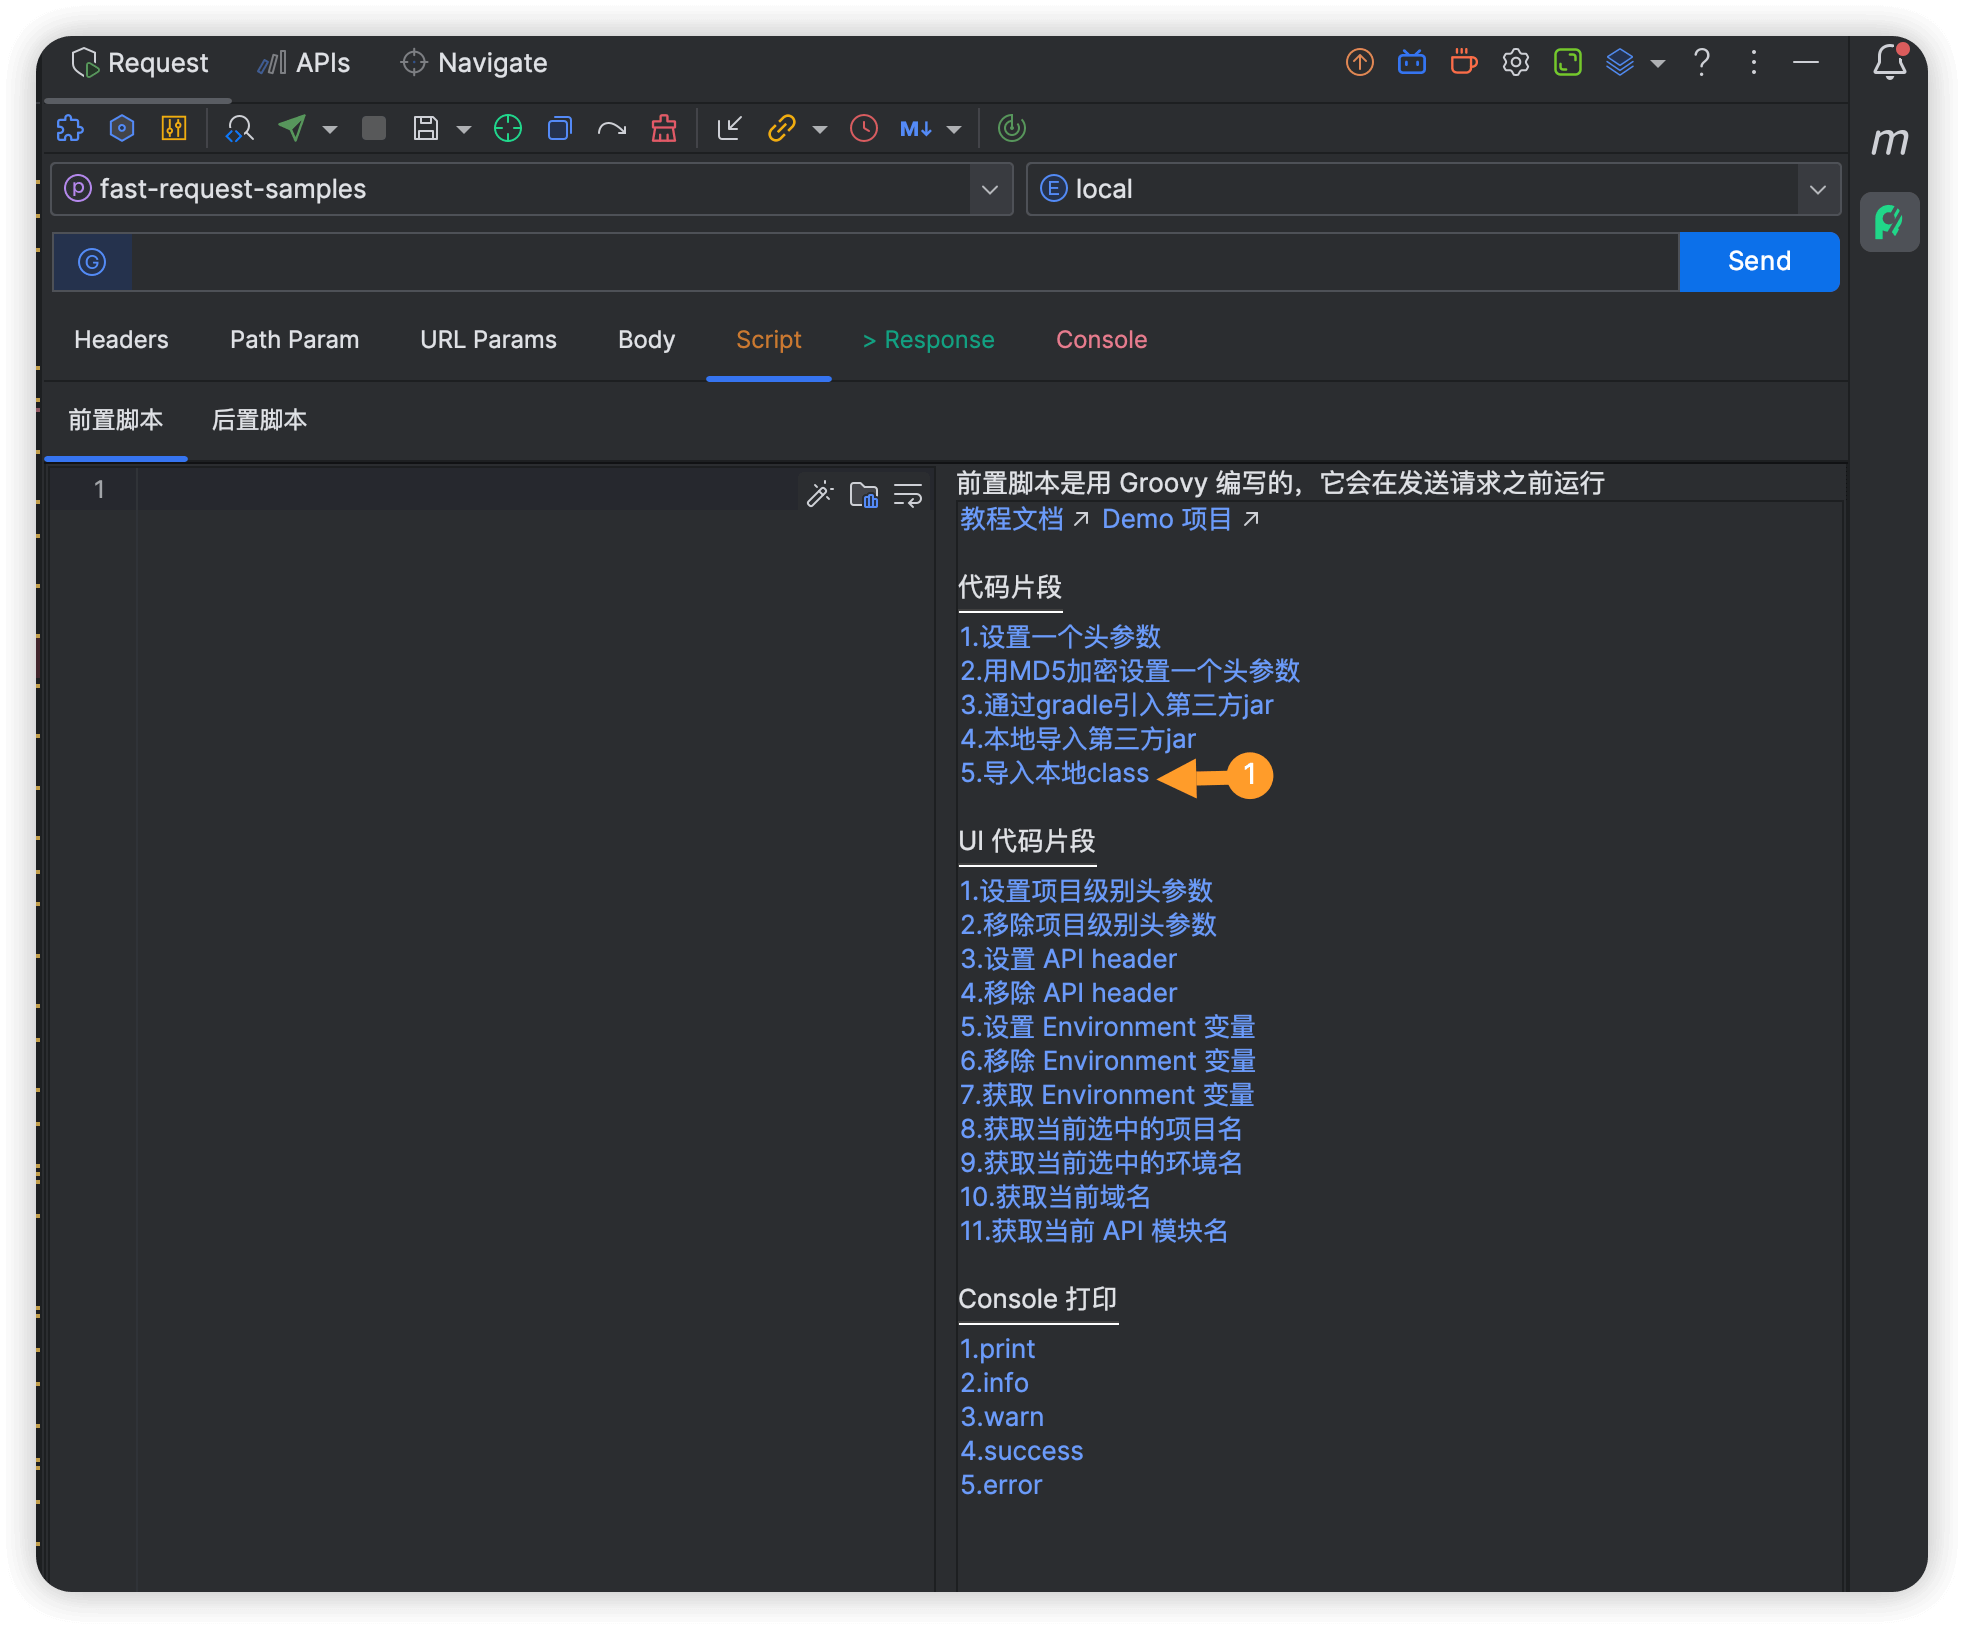 Request APIs Navigate
M↓
m
P fast-request-samples E local
G Send
Headers Path Param URL Params Body Script > Response Console
前置脚本 后置脚本
1
前置脚本是用 Groovy 编写的，它会在发送请求之前运行
教程文档 ↗ Demo 项目 ↗
代码片段
1.设置一个头参数
2.用MD5加密设置一个头参数
3.通过gradle引入第三方jar
4.本地导入第三方jar
5.导入本地class 1
UI 代码片段
1.设置项目级别头参数
2.移除项目级别头参数
3.设置 API header
4.移除 API header
5.设置 Environment 变量
6.移除 Environment 变量
7.获取 Environment 变量
8.获取当前选中的项目名
9.获取当前选中的环境名
10.获取当前域名
11.获取当前 API 模块名
Console 打印
1.print
2.info
3.warn
4.success
5.error